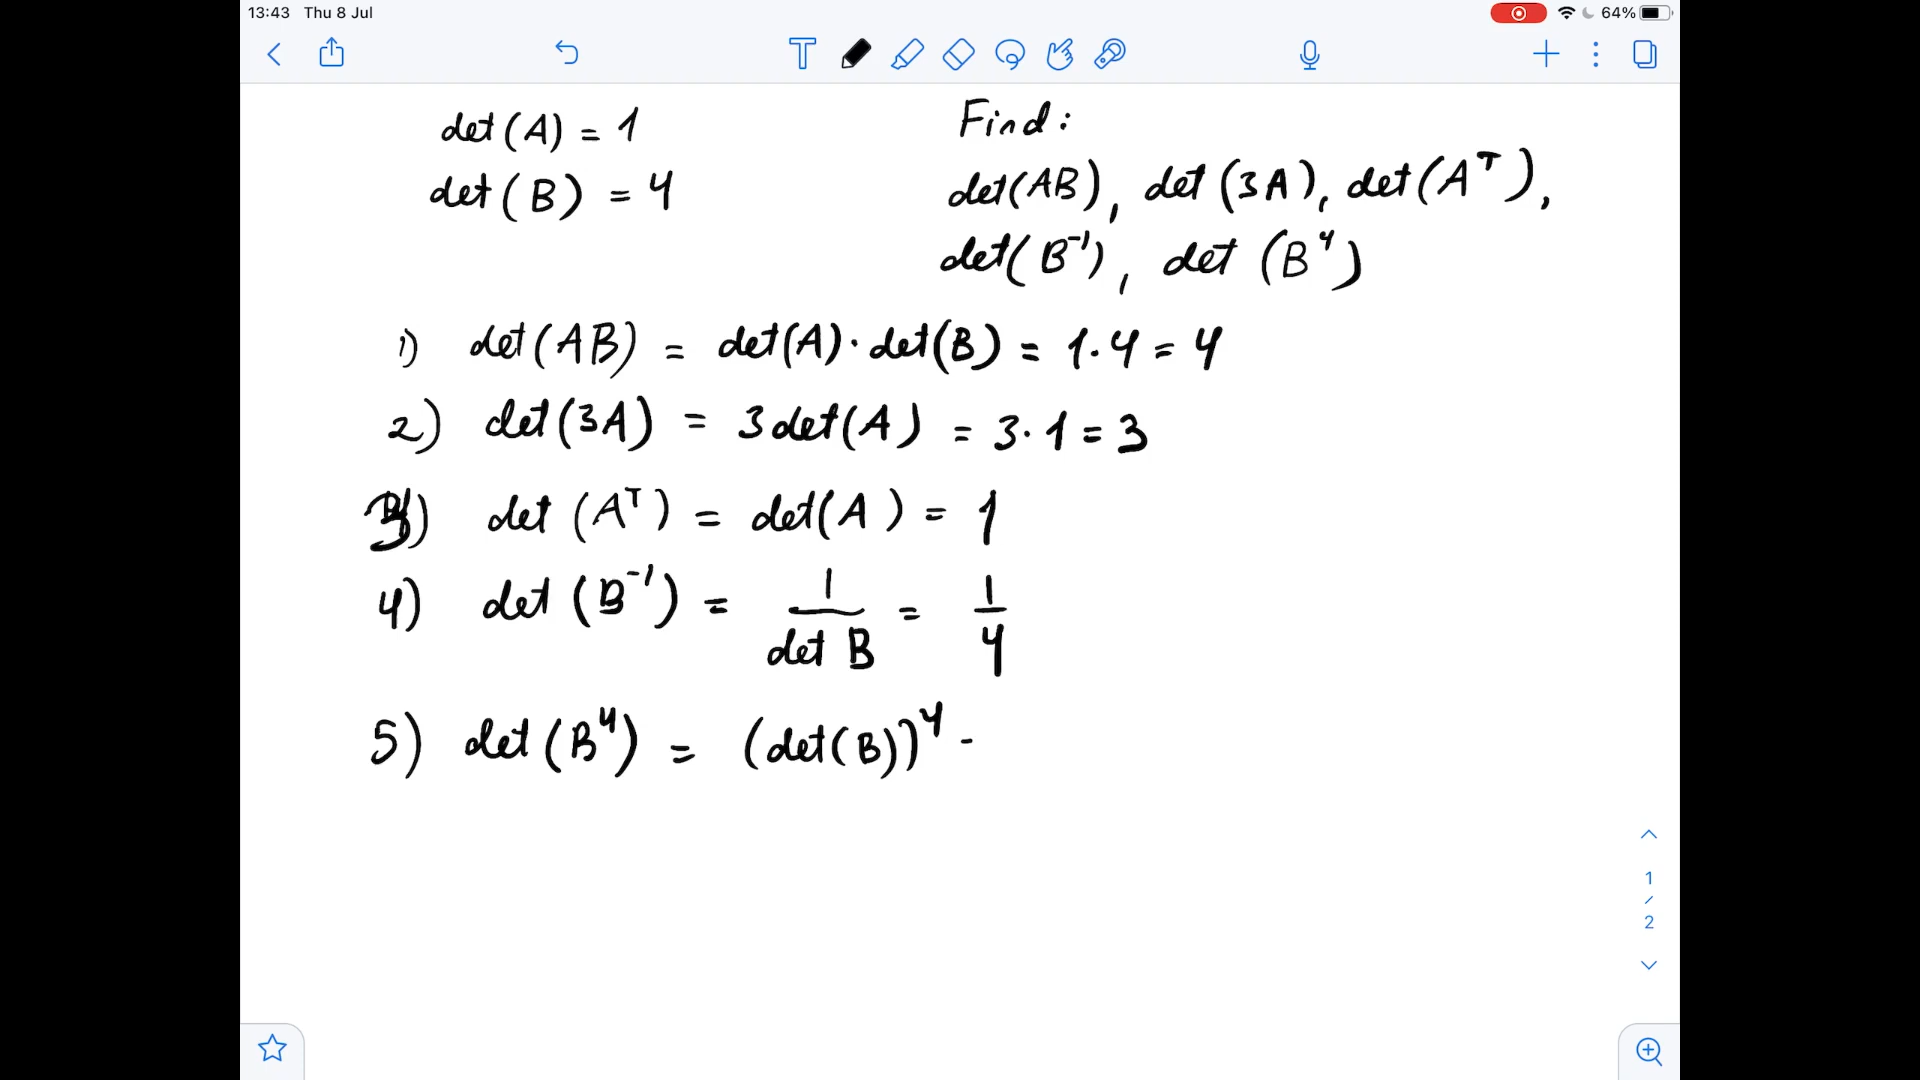 13:43 Thu 8 Jul 64%
det(A) = 1
det(B) = 4
Find:
det(AB), det(3A), det(Aᵀ),
det(B⁻¹), det(B⁴)
1) det(AB) = det(A)·det(B) = 1·4 = 4
2) det(3A) = 3det(A) = 3·1 = 3
3) det(Aᵀ) = det(A) = 1
4) det(B⁻¹) = 1/det B = 1/4
5) det(B⁴) = (det(B))⁴ -
1
/
2